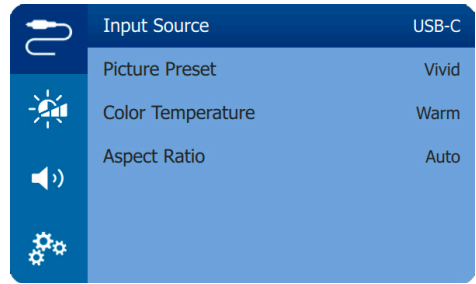 Input Source USB-C
Picture Preset Vivid
Color Temperature Warm
Aspect Ratio Auto